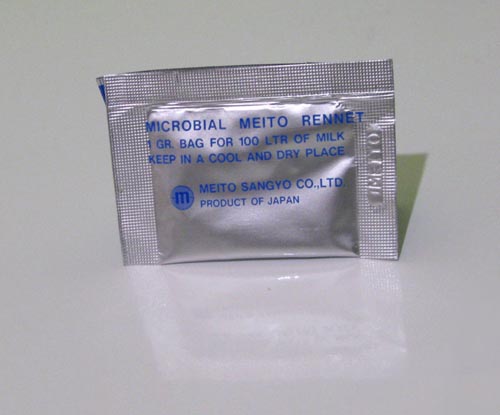 MICROBIAL MEITO RENNET
1 GR. BAG FOR 100 LTR OF MILK
KEEP IN A COOL AND DRY PLACE
m MEITO SANGYO CO.,LTD.
PRODUCT OF JAPAN